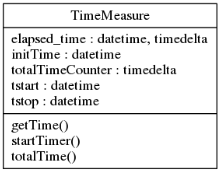 TimeMeasure
elapsed_time : datetime, timedelta
initTime : datetime
totalTimeCounter : timedelta
tstart : datetime
tstop : datetime
getTime()
startTimer()
totalTime()